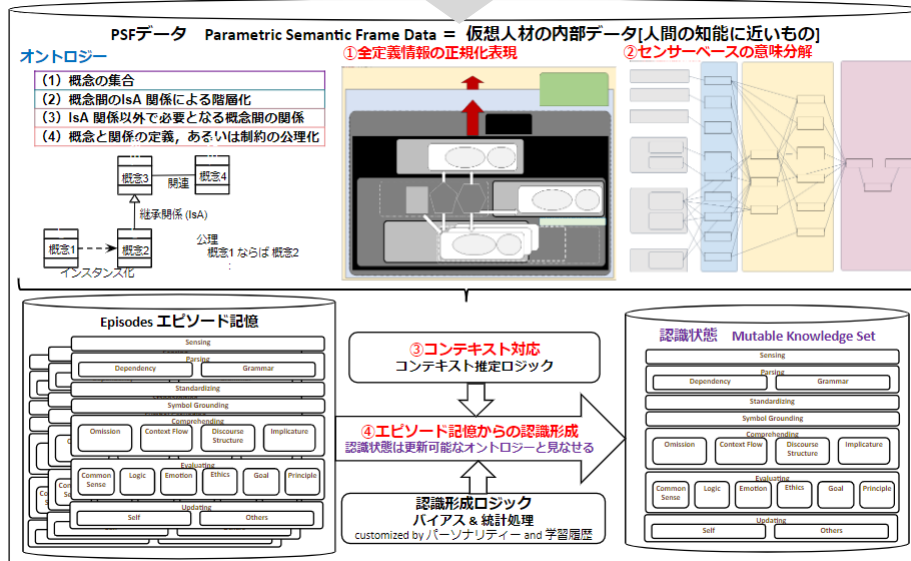 PSFデータ Parametric Semantic Frame Data = 仮想人材の内部データ[人間の知能に近いもの]
オントロジー
(1) 概念の集合
(2) 概念間のIsA 関係による階層化
(3) IsA 関係以外で必要となる概念間の関係
(4) 概念と関係の定義，あるいは制約の公理化
概念3
概念4
関連
継承関係 (IsA)
概念1
概念2
インスタンス化
公理
概念1 ならば 概念2
:
①全定義情報の正規化表現
②センサーベースの意味分解
Episodes エピソード記憶
Sensing
Parsing
Dependency
Grammar
Standardizing
Symbol Grounding
Comprehending
Omission
Context Flow
Discourse
Structure
Implicature
Evaluating
Common
Sense
Logic
Emotion
Ethics
Goal
Principle
Updating
Self
Others
③コンテキスト対応
コンテキスト推定ロジック
④エピソード記憶からの認識形成
認識状態は更新可能なオントロジーと見なせる
認識形成ロジック
バイアス & 統計処理
customized by パーソナリティー and 学習履歴
認識状態 Mutable Knowledge Set
Sensing
Parsing
Dependency
Grammar
Standardizing
Symbol Grounding
Comprehending
Omission
Context Flow
Discourse
Structure
Implicature
Evaluating
Common
Sense
Logic
Emotion
Ethics
Goal
Principle
Updating
Self
Others